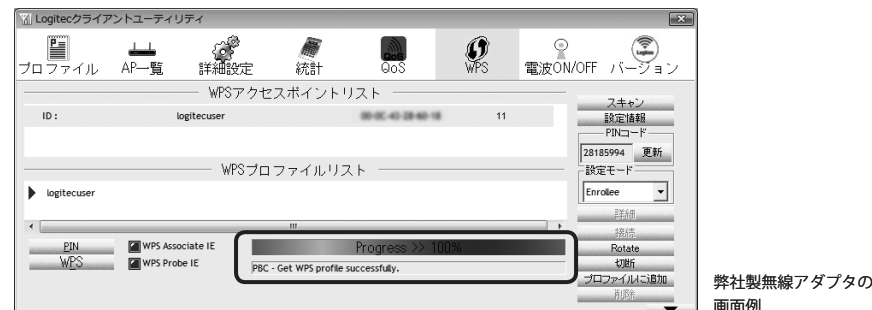 Logitecクライアントユーティリティ
プロファイル AP一覧 詳細設定 統計 QoS WPS 電波ON/OFF バージョン
WPSアクセスポイントリスト
ID : logitecuser 11
WPSプロファイルリスト
logitecuser
PIN WPS Associate IE Progress >> 100%
WPS WPS Probe IE PBC - Get WPS profile successfully.
スキャン
設定情報
PINコード
28185994 更新
設定モード
Enrollee
詳細
接続
Rotate
切断
プロファイルに追加
削除
弊社製無線アダプタの
画面例